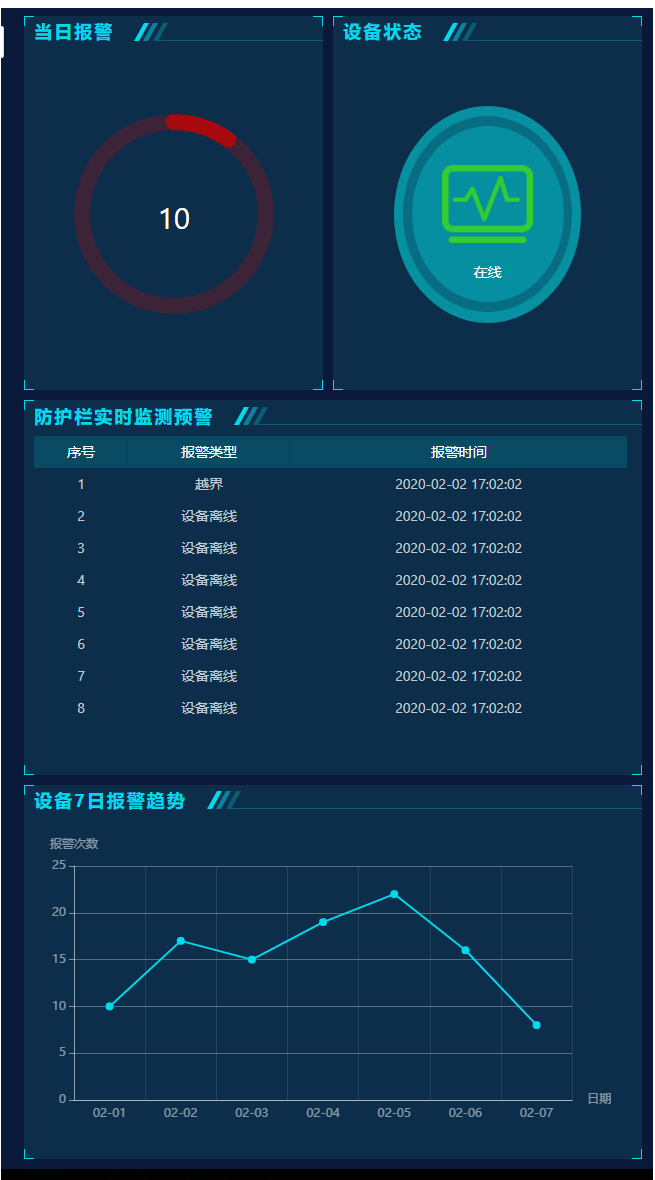 当日报警
设备状态
10
在线
防护栏实时监测预警
序号 报警类型 报警时间
1 越界 2020-02-02 17:02:02
2 设备离线 2020-02-02 17:02:02
3 设备离线 2020-02-02 17:02:02
4 设备离线 2020-02-02 17:02:02
5 设备离线 2020-02-02 17:02:02
6 设备离线 2020-02-02 17:02:02
7 设备离线 2020-02-02 17:02:02
8 设备离线 2020-02-02 17:02:02
设备7日报警趋势
报警次数
25
20
15
10
5
0
日期
02-01 02-02 02-03 02-04 02-05 02-06 02-07